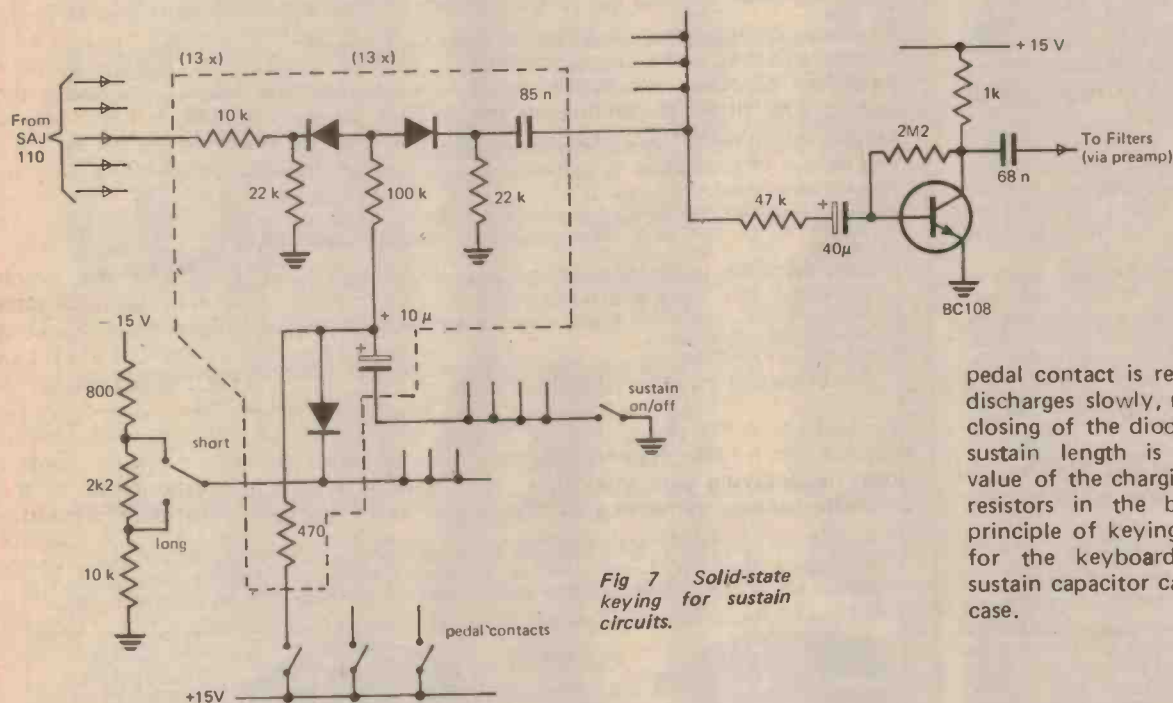 (13 x)
(13 x)
+ 15 V
85 n
1k
From
SAJ
110
10 k
2M2
To Filters
(via preamp)
68 n
22 k
100 k
22 k
47 k
+
40µ
BC108
+ 10 µ
+
– 15 V
800
short
sustain
on/off
2k2
long
470
10 k
pedal contacts
+15V
Fig 7 Solid-state
keying for sustain
circuits.
pedal contact is re
discharges slowly,
closing of the diod
sustain length is
value of the chargi
resistors in the b
principle of keying
for the keyboard
sustain capacitor ca
case.